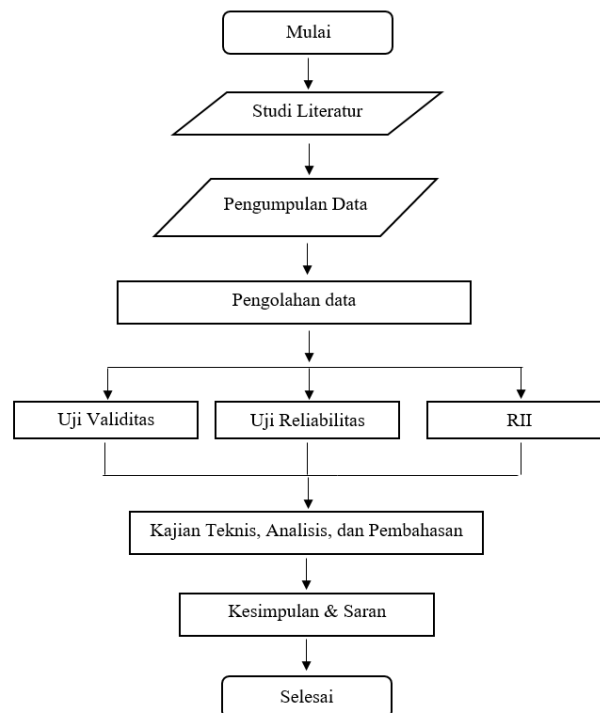 Mulai
Studi Literatur
Pengumpulan Data
Pengolahan data
Uji Validitas
Uji Reliabilitas
RII
Kajian Teknis, Analisis, dan Pembahasan
Kesimpulan & Saran
Selesai